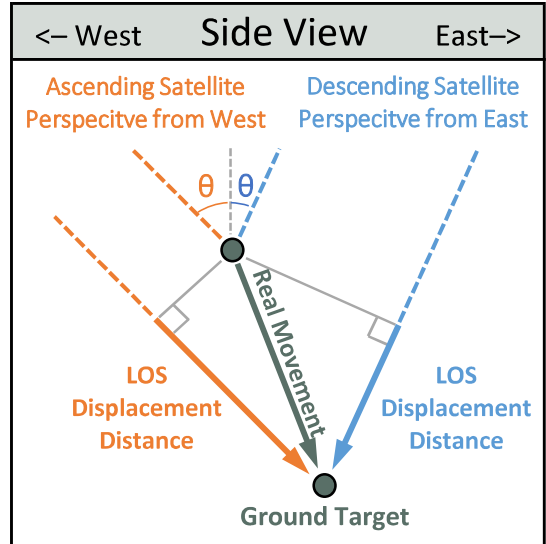 <– West Side View East–>
Ascending Satellite
Perspecitve from West
Descending Satellite
Perspecitve from East
θ θ
Real Movement
LOS
Displacement
Distance
LOS
Displacement
Distance
Ground Target